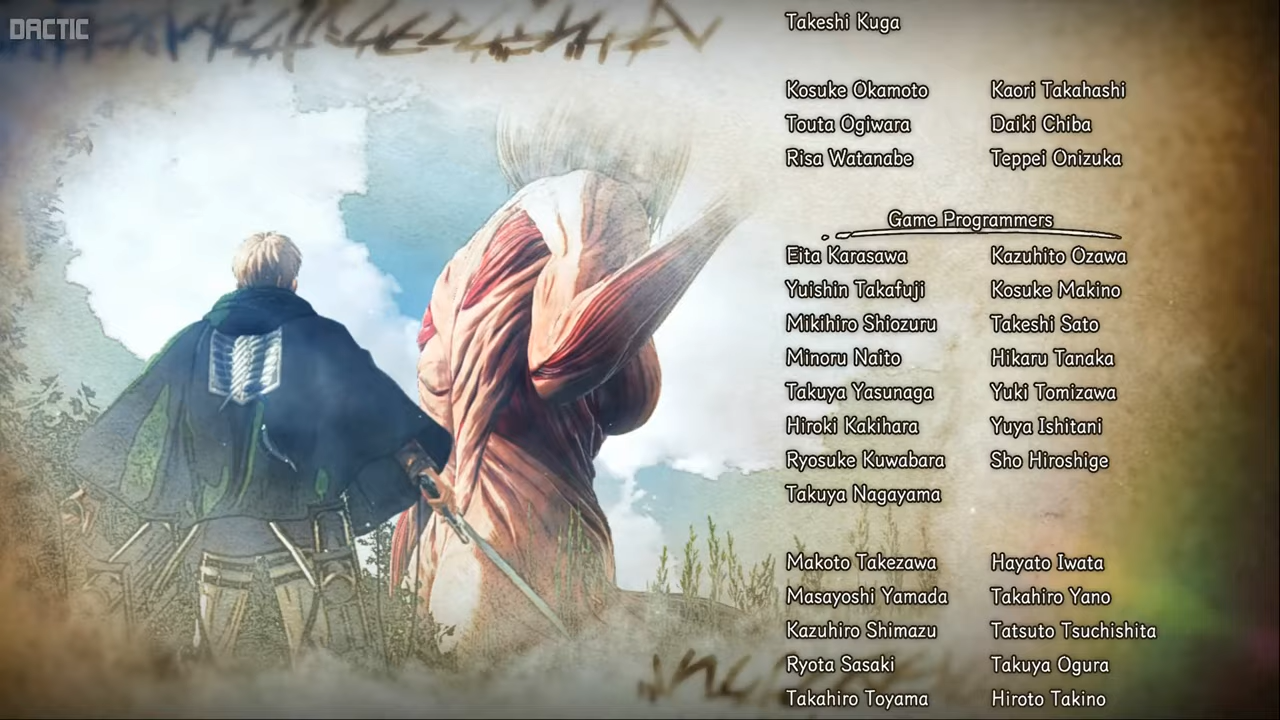 DACTIC
Takeshi Kuga
Kosuke Okamoto Kaori Takahashi
Touta Ogiwara Daiki Chiba
Risa Watanabe Teppei Onizuka
Game Programmers
Eita Karasawa Kazuhito Ozawa
Yuishin Takafuji Kosuke Makino
Mikihiro Shiozuru Takeshi Sato
Minoru Naito Hikaru Tanaka
Takuya Yasunaga Yuki Tomizawa
Hiroki Kakihara Yuya Ishitani
Ryosuke Kuwabara Sho Hiroshige
Takuya Nagayama
Makoto Takezawa Hayato Iwata
Masayoshi Yamada Takahiro Yano
Kazuhiro Shimazu Tatsuto Tsuchishita
Ryota Sasaki Takuya Ogura
Takahiro Toyama Hiroto Takino